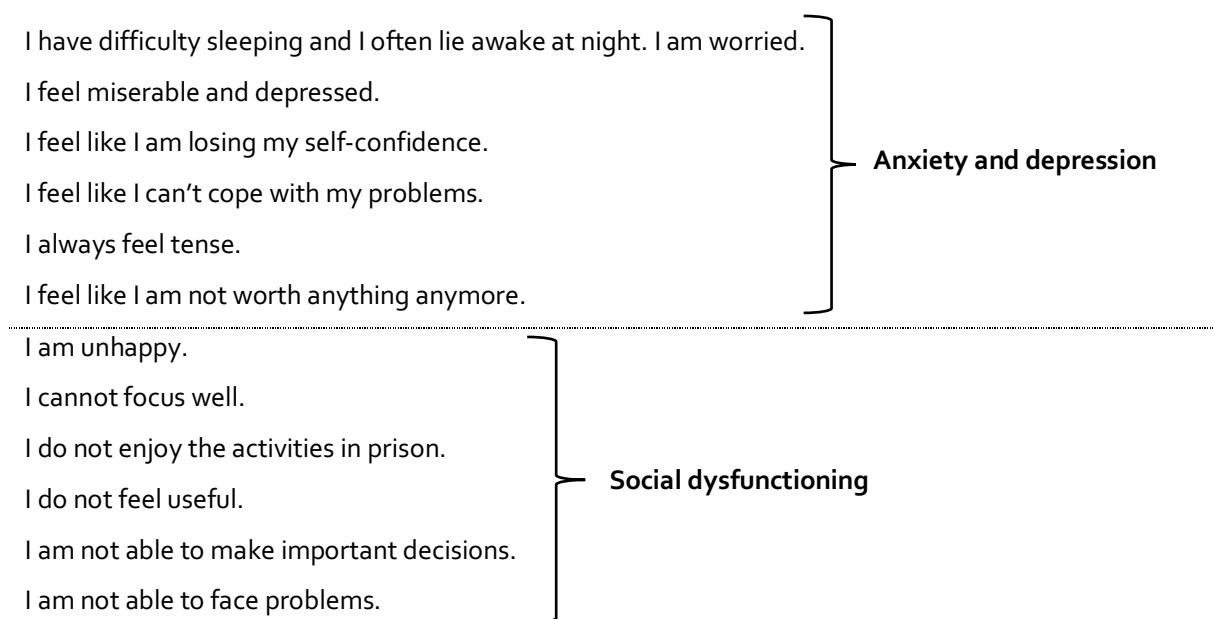 I have difficulty sleeping and I often lie awake at night. I am worried.
I feel miserable and depressed.
I feel like I am losing my self-confidence.
Anxiety and depression
I feel like I can’t cope with my problems.
I always feel tense.
I feel like I am not worth anything anymore.
I am unhappy.
I cannot focus well.
I do not enjoy the activities in prison.
Social dysfunctioning
I do not feel useful.
I am not able to make important decisions.
I am not able to face problems.